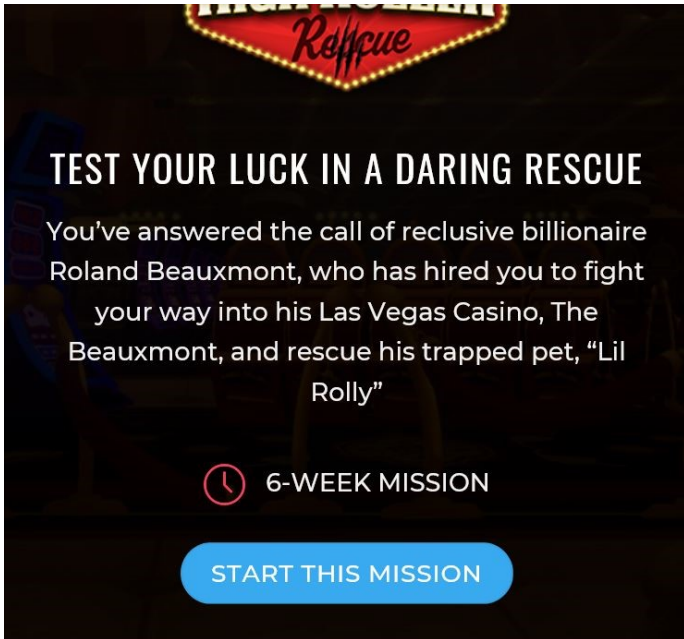 HIGH ROLLER
Rescue
TEST YOUR LUCK IN A DARING RESCUE
You’ve answered the call of reclusive billionaire
Roland Beauxmont, who has hired you to fight
your way into his Las Vegas Casino, The
Beauxmont, and rescue his trapped pet, “Lil
Rolly”
6-WEEK MISSION
START THIS MISSION